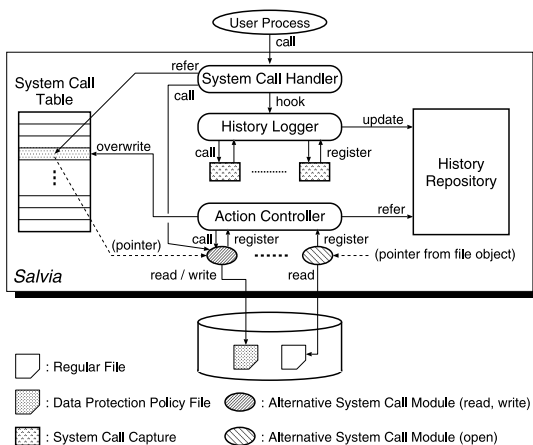 User Process
call
refer
System Call Handler
System Call
Table
call
hook
History Logger
update
overwrite
call
register
History
Repository
Action Controller
refer
(pointer)
call
register
register
(pointer from file object)
Salvia
read / write
read
: Regular File
: Data Protection Policy File
: Alternative System Call Module (read, write)
: System Call Capture
: Alternative System Call Module (open)